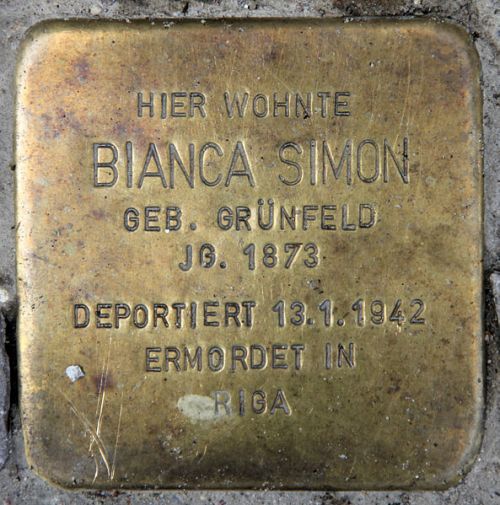 HIER WOHNTE
BIANCA SIMON
GEB. GRÜNFELD
JG. 1873
DEPORTIERT 13.1.1942
ERMORDET IN
RIGA